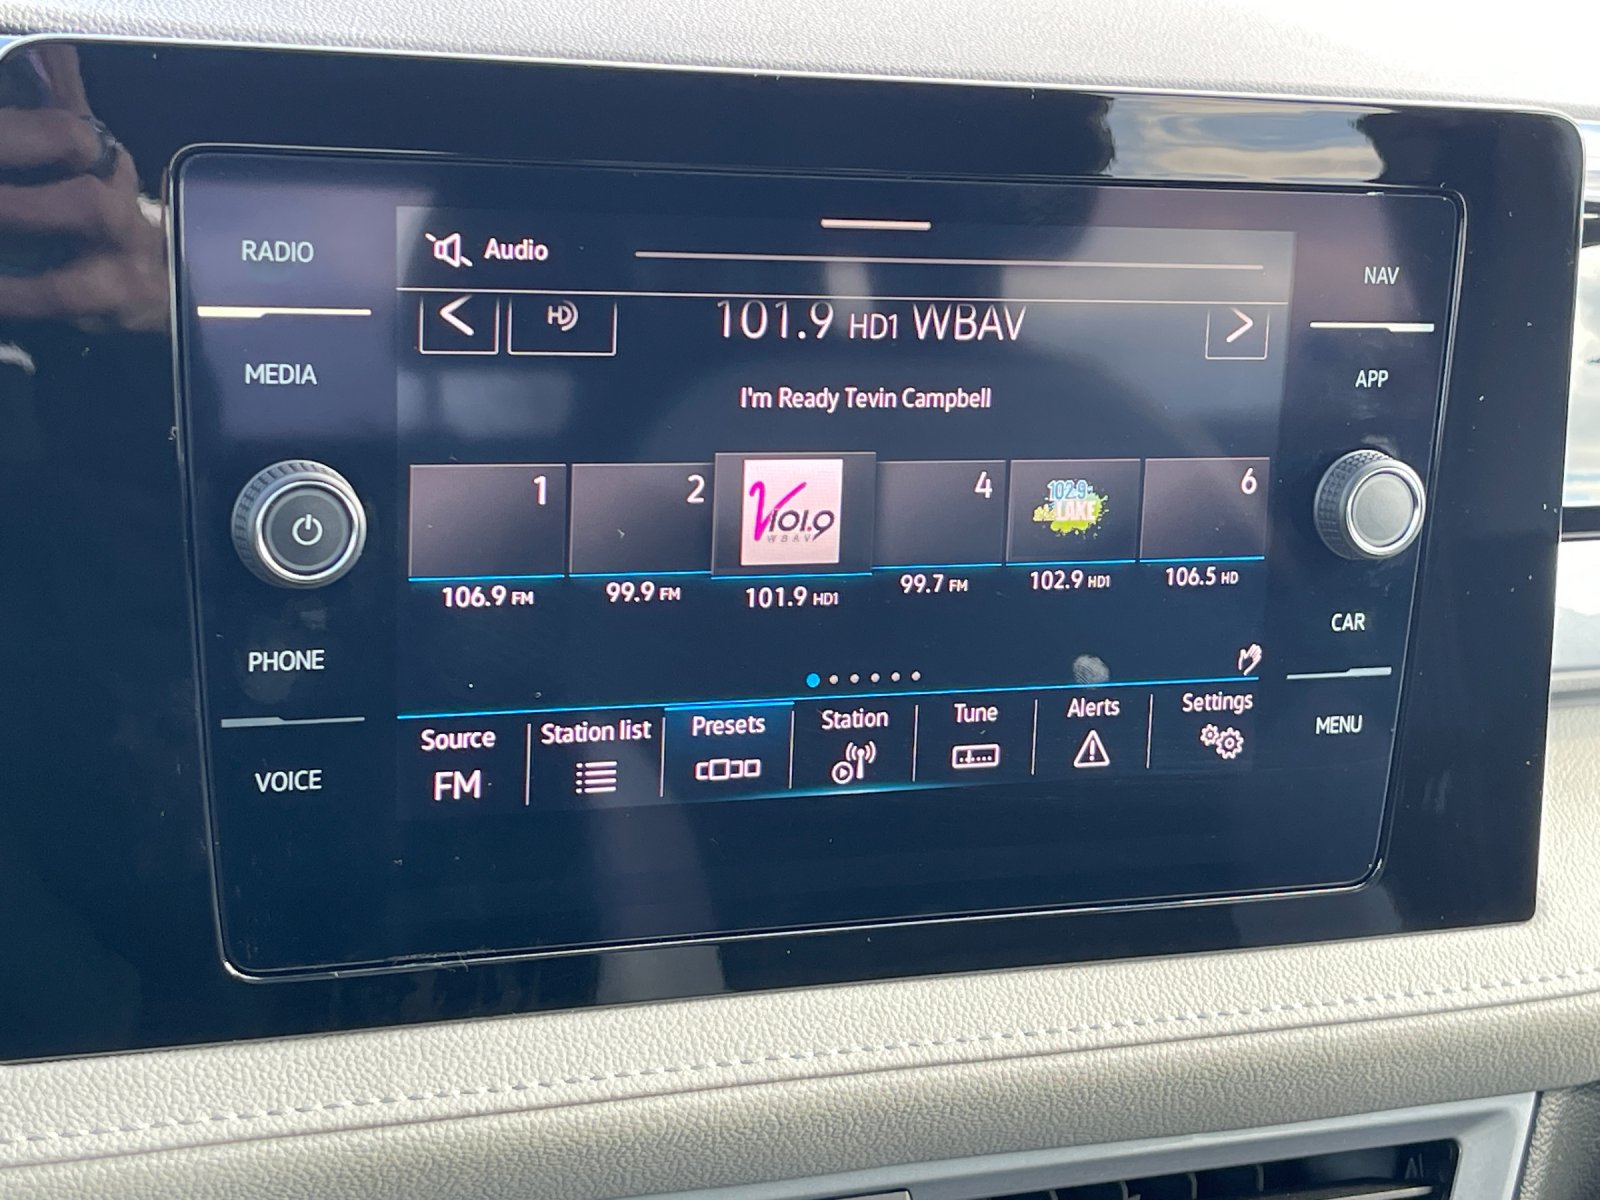 RADIO
Audio
NAV
HD
101.9 HD1 WBAV
MEDIA
APP
I'm Ready Tevin Campbell
1
2
V101.9
WBAV
4
102.9
LAKE
6
106.9 FM
99.9 FM
101.9 HD1
99.7 FM
102.9 HD1
106.5 HD
PHONE
CAR
Source
FM
Station list
Presets
Station
Tune
Alerts
Settings
VOICE
MENU